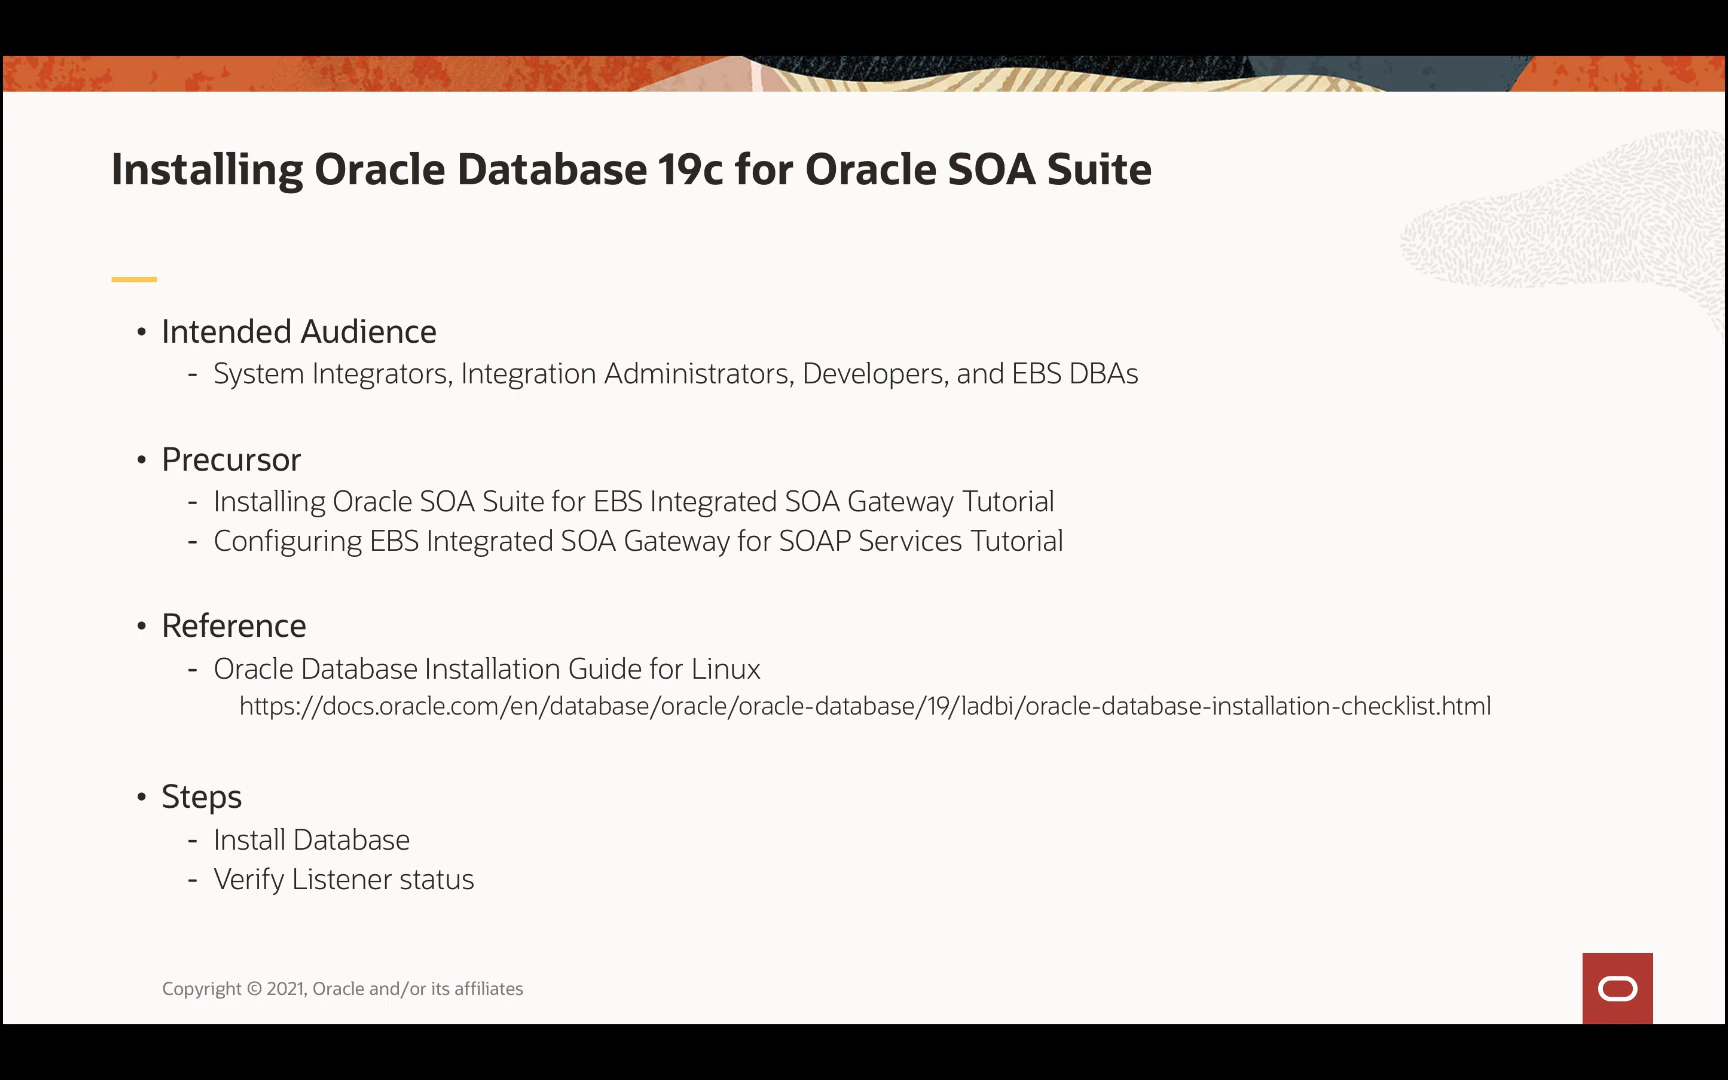 Installing Oracle Database 19c for Oracle SOA Suite
• Intended Audience
- System Integrators, Integration Administrators, Developers, and EBS DBAs
• Precursor
- Installing Oracle SOA Suite for EBS Integrated SOA Gateway Tutorial
- Configuring EBS Integrated SOA Gateway for SOAP Services Tutorial
• Reference
- Oracle Database Installation Guide for Linux
https://docs.oracle.com/en/database/oracle/oracle-database/19/ladbi/oracle-database-installation-checklist.html
• Steps
- Install Database
- Verify Listener status
Copyright © 2021, Oracle and/or its affiliates